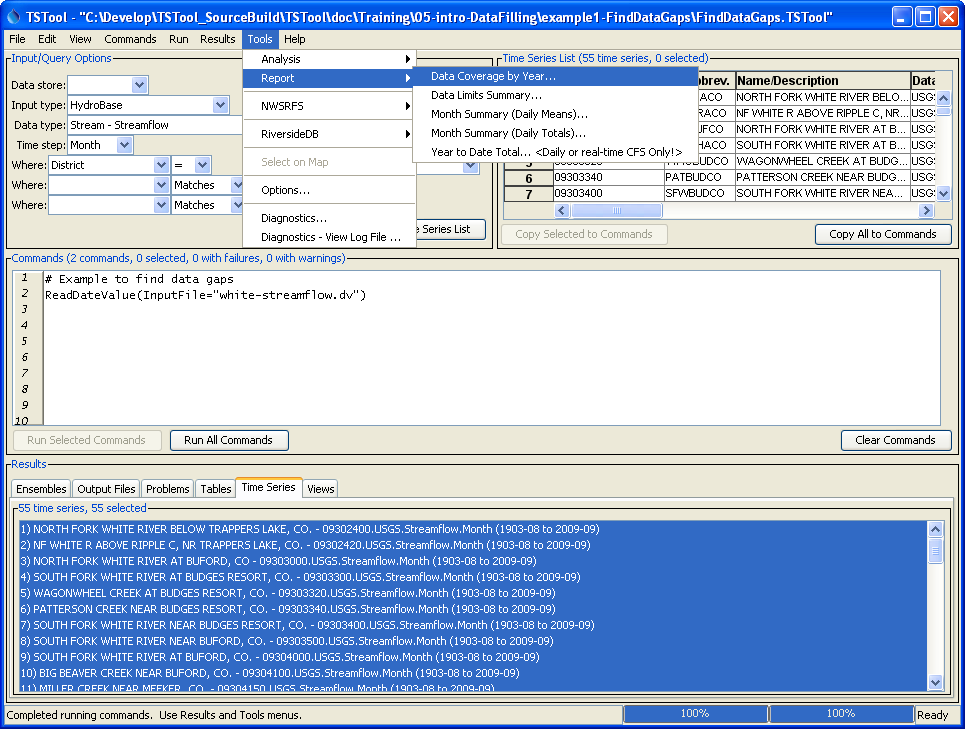 TSTool - "C:\Develop\TSTool_SourceBuild\TSTool\doc\Training\05-intro-DataFilling\example1-FindDataGaps\FindDataGaps.TSTool"
File Edit View Commands Run Results Tools Help
Input/Query Options
Data store:
Input type: HydroBase
Data type: Stream - Streamflow
Time step: Month
Where: District =
Where: Matches
Where: Matches
Series List
Analysis
Report
NWSRFS
RiversideDB
Select on Map
Options...
Diagnostics...
Diagnostics - View Log File ...
Data Coverage by Year...
Data Limits Summary...
Month Summary (Daily Means)...
Month Summary (Daily Totals)...
Year to Date Total... <Daily or real-time CFS Only!>
Time Series List (55 time series, 0 selected)
brev. Name/Description Data
ACO NORTH FORK WHITE RIVER BELO... USGS
RACO NF WHITE R ABOVE RIPPLE C, NR... USGS
UFCO NORTH FORK WHITE RIVER AT B... USGS
HACO SOUTH FORK WHITE RIVER AT B... USGS
WAGONWHEEL CREEK AT BUDG... USGS
6 09303340 PATBUDCO PATTERSON CREEK NEAR BUDG... USGS
7 09303400 SFWBUDCO SOUTH FORK WHITE RIVER NEA... USGS
Copy Selected to Commands
Copy All to Commands
Commands (2 commands, 0 selected, 0 with failures, 0 with warnings)
1 # Example to find data gaps
2 ReadDateValue(InputFile="white-streamflow.dv")
3
4
5
6
7
8
9
10
Run Selected Commands
Run All Commands
Clear Commands
Results
Ensembles Output Files Problems Tables Time Series Views
55 time series, 55 selected
1) NORTH FORK WHITE RIVER BELOW TRAPPERS LAKE, CO. - 09302400.USGS.Streamflow.Month (1903-08 to 2009-09)
2) NF WHITE R ABOVE RIPPLE C, NR TRAPPERS LAKE, CO. - 09302420.USGS.Streamflow.Month (1903-08 to 2009-09)
3) NORTH FORK WHITE RIVER AT BUFORD, CO - 09303000.USGS.Streamflow.Month (1903-08 to 2009-09)
4) SOUTH FORK WHITE RIVER AT BUDGES RESORT, CO. - 09303300.USGS.Streamflow.Month (1903-08 to 2009-09)
5) WAGONWHEEL CREEK AT BUDGES RESORT, CO. - 09303320.USGS.Streamflow.Month (1903-08 to 2009-09)
6) PATTERSON CREEK NEAR BUDGES RESORT, CO. - 09303340.USGS.Streamflow.Month (1903-08 to 2009-09)
7) SOUTH FORK WHITE RIVER NEAR BUDGES RESORT, CO. - 09303400.USGS.Streamflow.Month (1903-08 to 2009-09)
8) SOUTH FORK WHITE RIVER NEAR BUFORD, CO. - 09303500.USGS.Streamflow.Month (1903-08 to 2009-09)
9) SOUTH FORK WHITE RIVER AT BUFORD, CO. - 09304000.USGS.Streamflow.Month (1903-08 to 2009-09)
10) BIG BEAVER CREEK NEAR BUFORD, CO. - 09304100.USGS.Streamflow.Month (1903-08 to 2009-09)
11) MILLER CREEK NEAR MEEKER, CO. - 09304150.USGS.Streamflow.Month (1903-08 to 2009-09)
Completed running commands. Use Results and Tools menus.
100%
100%
Ready